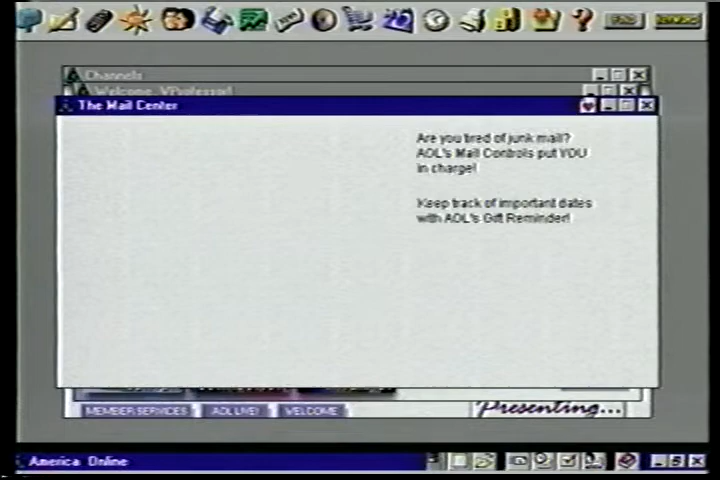 Channels
Welcome, VProfessor!
The Mail Center
Are you tired of junk mail?
AOL's Mail Controls put YOU
in charge!
Keep track of important dates
with AOL's Gift Reminder!
MEMBER SERVICES
AOL LIVE!
WELCOME
Presenting...
America Online